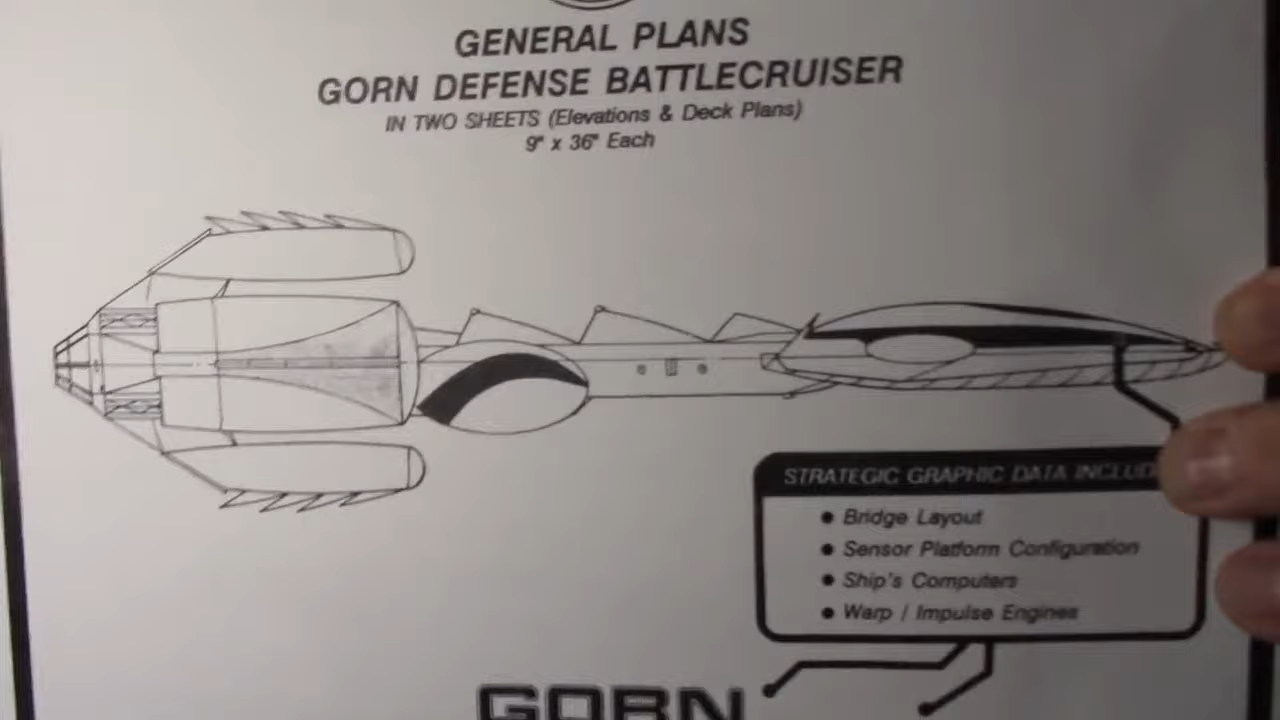 GENERAL PLANS
GORN DEFENSE BATTLECRUISER
IN TWO SHEETS (Elevations & Deck Plans)
9" x 36" Each
STRATEGIC GRAPHIC DATA INCLUD
● Bridge Layout
● Sensor Platform Configuration
● Ship's Computers
● Warp / Impulse Engines
GORN